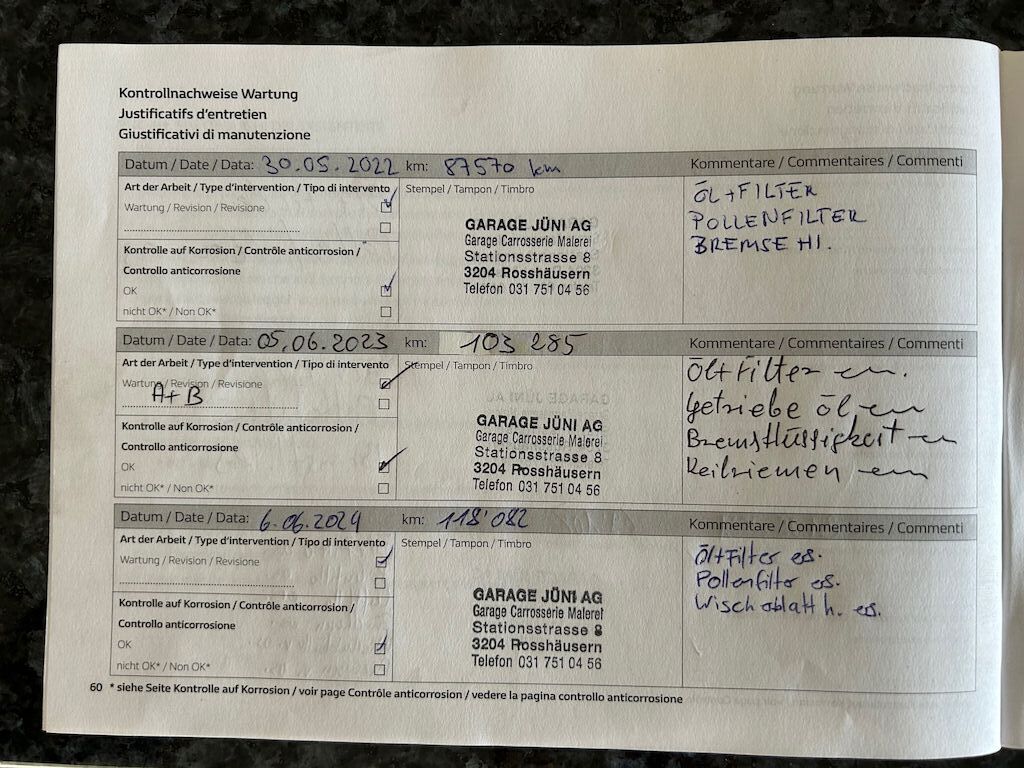 Kontrollnachweise Wartung
Justificatifs d'entretien
Giustificativi di manutenzione
Datum / Date / Data: 30.05.2022 km: 87570 km Kommentare / Commentaires / Commenti
Art der Arbeit / Type d'intervention / Tipo di intervento
Wartung / Revision / Revisione
Kontrolle auf Korrosion / Contrôle anticorrosion /
Controllo anticorrosione
OK
nicht OK* / Non OK*
Stempel / Tampon / Timbro
GARAGE JÜNI AG
Garage Carrosserie Malerei
Stationsstrasse 8
3204 Rosshäusern
Telefon 031 751 04 56
ÖL+FILTER
POLLENFILTER
BREMSE HI.
Datum / Date / Data: 05.06.2023 km: 103 285 Kommentare / Commentaires / Commenti
Art der Arbeit / Type d'intervention / Tipo di intervento
Wartung / Revision / Revisione
A+B
Kontrolle auf Korrosion / Contrôle anticorrosion /
Controllo anticorrosione
OK
nicht OK* / Non OK*
Stempel / Tampon / Timbro
GARAGE JÜNI AG
Garage Carrosserie Malerei
Stationsstrasse 8
3204 Rosshäusern
Telefon 031 751 04 56
Öl+Filter
Getriebe öl
Bremsflüssigkeit
Keilriemen
Datum / Date / Data: 6.06.2024 km: 118'082 Kommentare / Commentaires / Commenti
Art der Arbeit / Type d'intervention / Tipo di intervento
Wartung / Revision / Revisione
Kontrolle auf Korrosion / Contrôle anticorrosion /
Controllo anticorrosione
OK
nicht OK* / Non OK*
Stempel / Tampon / Timbro
GARAGE JÜNI AG
Garage Carrosserie Malerei
Stationsstrasse 8
3204 Rosshäusern
Telefon 031 751 04 56
Öl+Filter es.
Pollenfilter es.
Wischablatt h. es.
60 * siehe Seite Kontrolle auf Korrosion / voir page Contrôle anticorrosion / vedere la pagina controllo anticorrosione